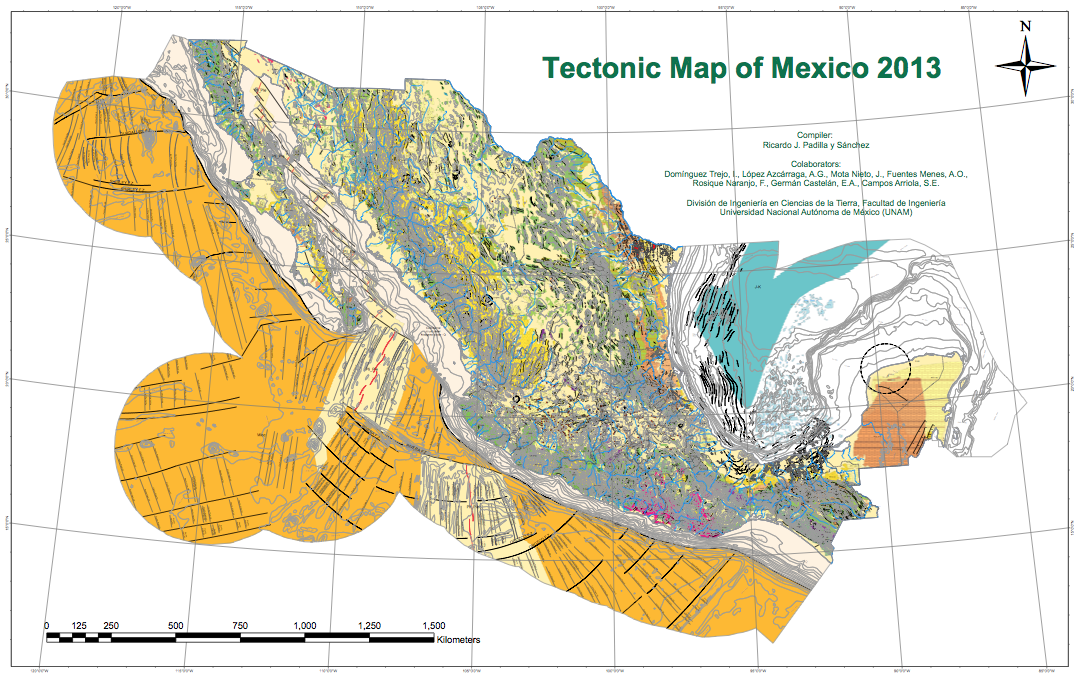 N
Tectonic Map of Mexico 2013
Compiler:
Ricardo J. Padilla y Sánchez
Colaborators:
Domínguez Trejo, I., López Azcárraga, A.G., Mota Nieto, J., Fuentes Menes, A.O.,
Rosique Naranjo, F., Germán Castelán, E.A., Campos Arriola, S.E.
División de Ingeniería en Ciencias de la Tierra, Facultad de Ingeniería
Universidad Nacional Autónoma de México (UNAM)
0 125 250 500 750 1,000 1,250 1,500
Kilometers